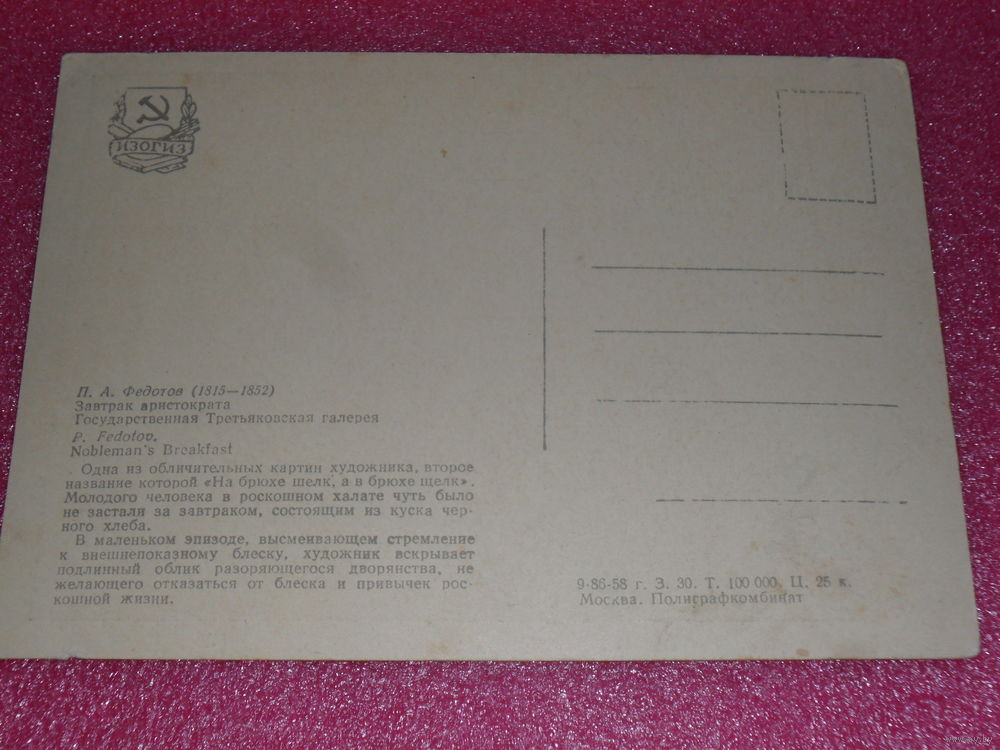 ИЗОГИЗ
П. А. Федотов (1815—1852)
Завтрак аристократа
Государственная Третьяковская галерея
P. Fedotov.
Nobleman's Breakfast
Одна из обличительных картин художника, второе
название которой «На брюхе шелк, а в брюхе щелк».
Молодого человека в роскошном халате чуть было
не застали за завтраком, состоящим из куска чер-
ного хлеба.
В маленьком эпизоде, высмеивающем стремление
к внешнепоказному блеску, художник вскрывает
подлинный облик разоряющегося дворянства, не
желающего отказаться от блеска и привычек рос-
кошной жизни.
9-86-58 г. З. 30. Т. 100 000. Ц. 25 к.
Москва. Полиграфкомбинат